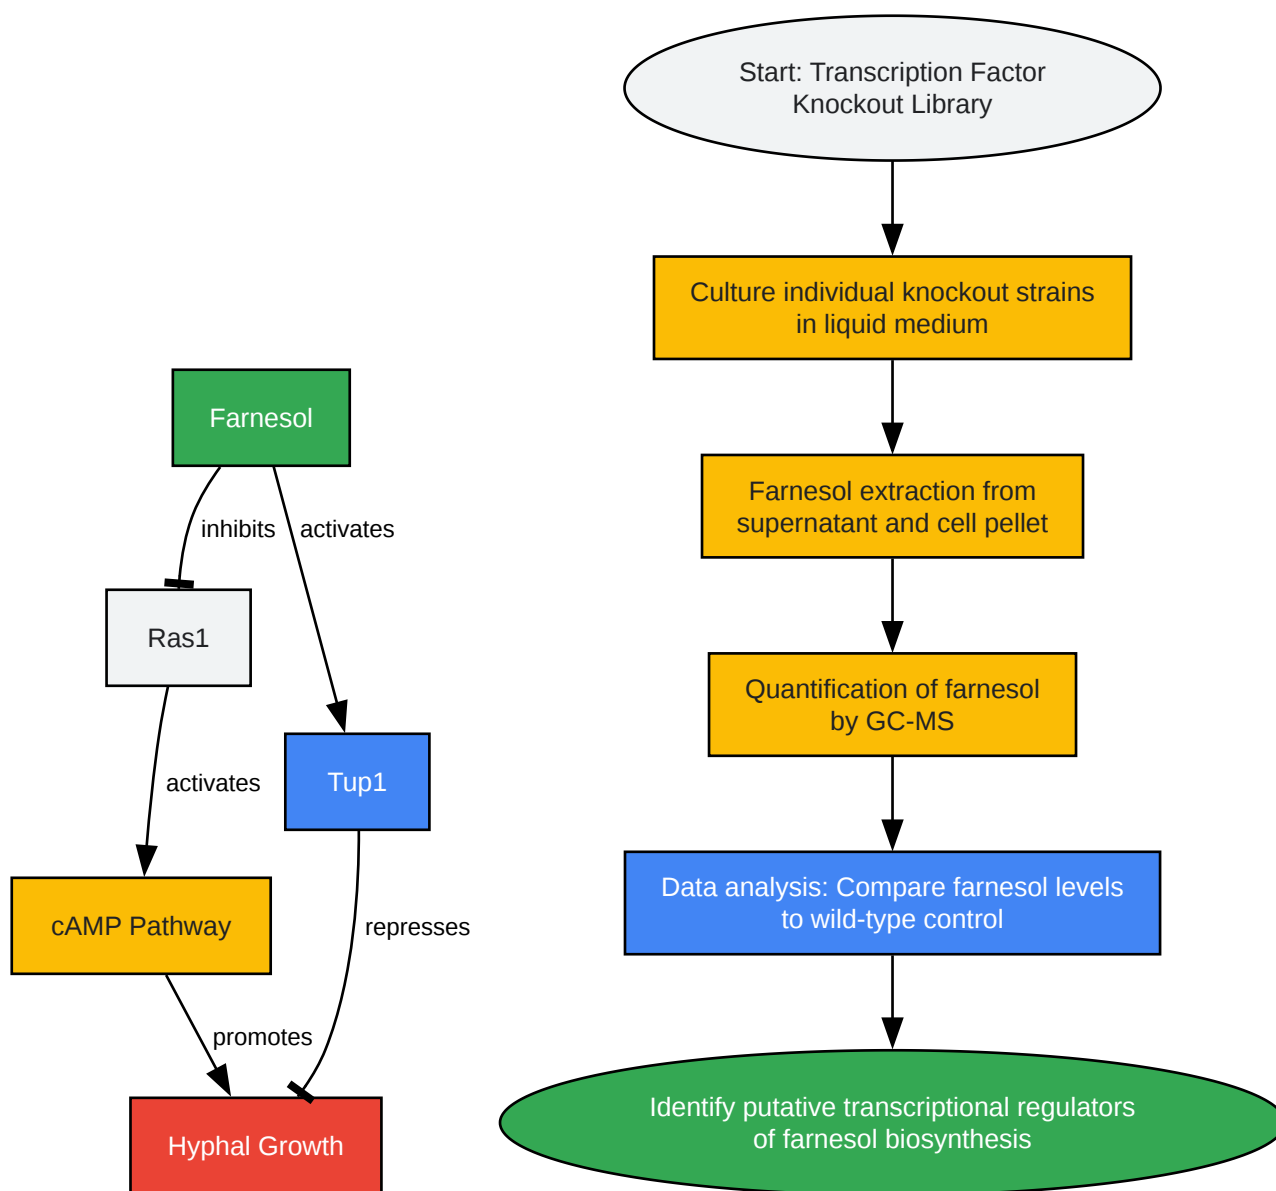 Farnesol
inhibits
activates
Ras1
activates
Tup1
cAMP Pathway
represses
promotes
Hyphal Growth
Start: Transcription Factor
Knockout Library
Culture individual knockout strains
in liquid medium
Farnesol extraction from
supernatant and cell pellet
Quantification of farnesol
by GC-MS
Data analysis: Compare farnesol levels
to wild-type control
Identify putative transcriptional regulators
of farnesol biosynthesis